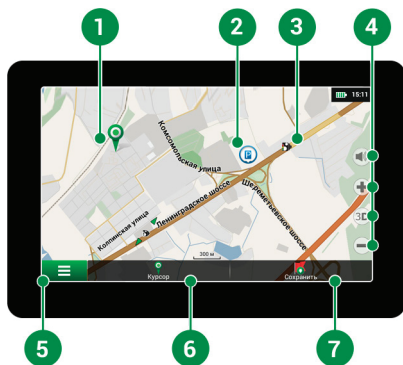 1
2
3
4
15:11
P
Комсомольская улица
Ленинградское шоссе
Шереметьевское шоссе
Колпинская улица
3D
300 м
Курсор
Сохранить
5
6
7